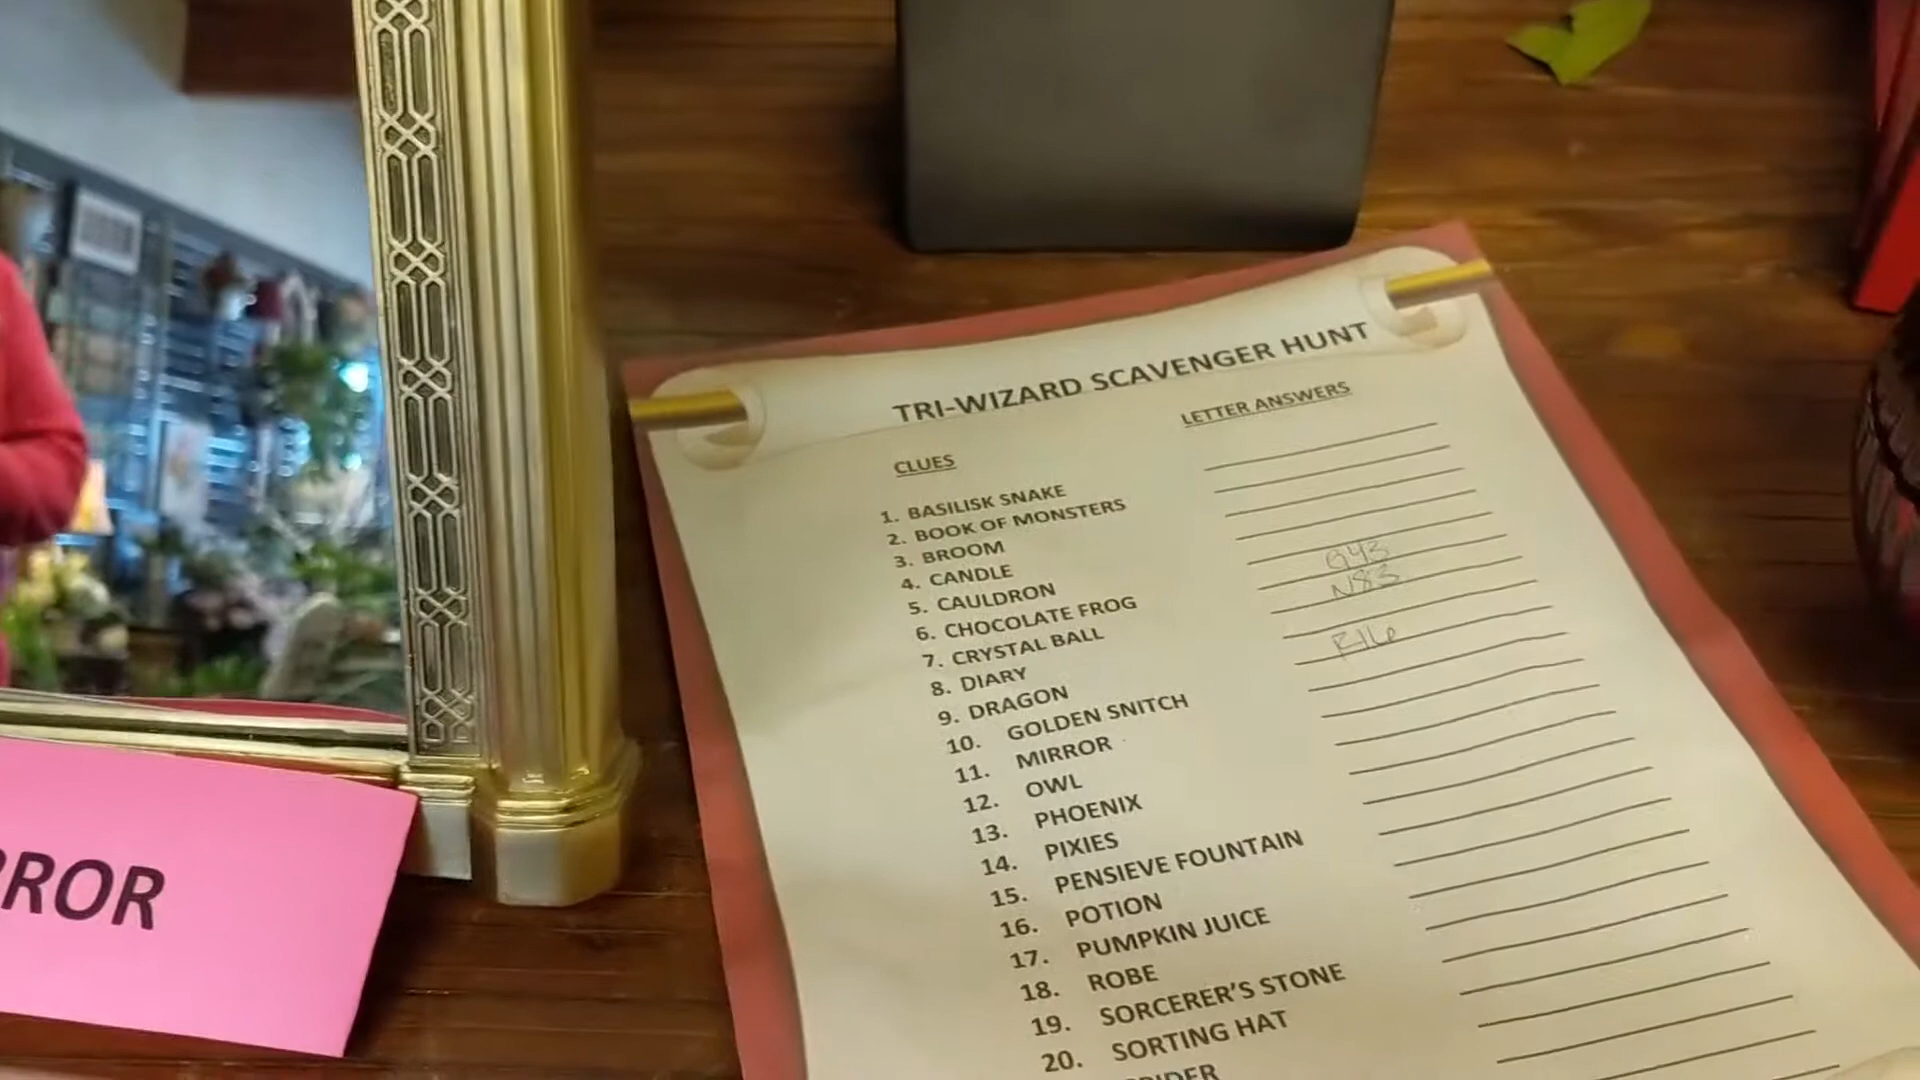 TRI-WIZARD SCAVENGER HUNT
CLUES LETTER ANSWERS
1. BASILISK SNAKE
2. BOOK OF MONSTERS
3. BROOM
4. CANDLE
5. CAULDRON
6. CHOCOLATE FROG
7. CRYSTAL BALL
8. DIARY
9. DRAGON
10. GOLDEN SNITCH
11. MIRROR
12. OWL
13. PHOENIX
14. PIXIES
15. PENSIEVE FOUNTAIN
16. POTION
17. PUMPKIN JUICE
18. ROBE
19. SORCERER'S STONE
20. SORTING HAT
N83
RROR